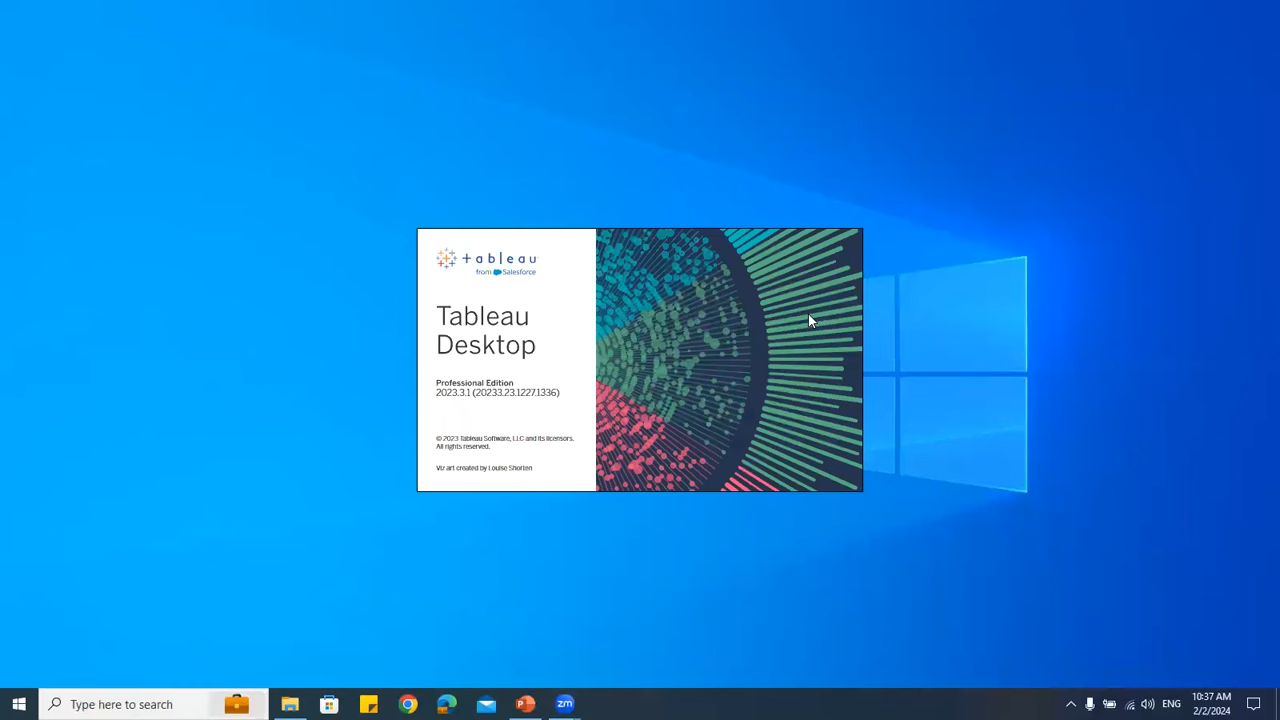 tableau
from Salesforce
Tableau
Desktop
Professional Edition
2023.3.1 (20233.23.1227.1336)
© 2023 Tableau Software, LLC and its licensors.
All rights reserved.
Viz art created by Louise Shorten
Type here to search
zm
ENG
10:37 AM
2/2/2024